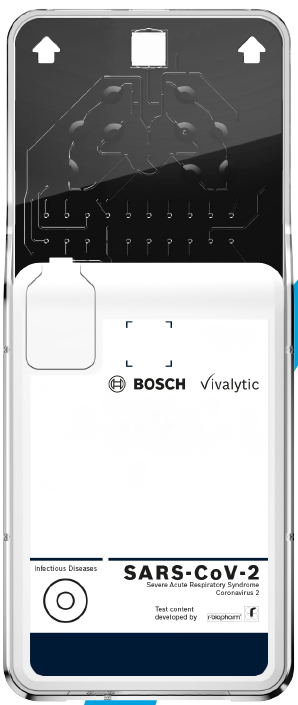 BOSCH Vivalytic
Infectious Diseases
SARS-CoV-2
Severe Acute Respiratory Syndrome
Coronavirus 2
Test content
developed by
r-biopharm